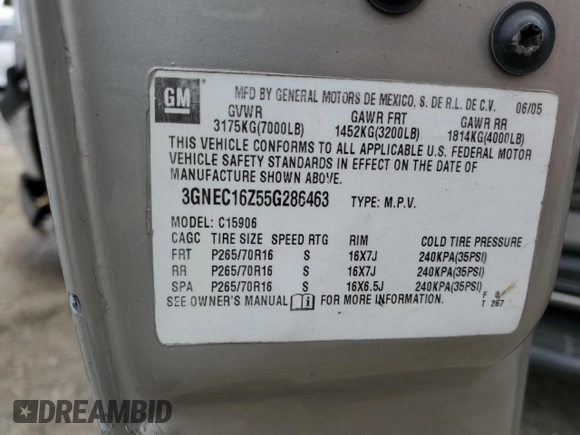 GM
MFD BY GENERAL MOTORS DE MEXICO, S. DE R.L. DE C.V. 06/05
GVWR GAWR FRT GAWR RR
3175KG(7000LB) 1452KG(3200LB) 1814KG(4000LB)
THIS VEHICLE CONFORMS TO ALL APPLICABLE U.S. FEDERAL MOTOR
VEHICLE SAFETY STANDARDS IN EFFECT ON THE DATE OF
MANUFACTURE SHOWN ABOVE.
3GNEC16Z55G286463 TYPE: M.P.V.
MODEL: C15906
CAGC TIRE SIZE SPEED RTG RIM COLD TIRE PRESSURE
FRT P265/70R16 S 16X7J 240KPA(35PSI)
RR P265/70R16 S 16X7J 240KPA(35PSI)
SPA P265/70R16 S 16X6.5J 240KPA(35PSI)
SEE OWNER'S MANUAL FOR MORE INFORMATION.
F 0
T 267
DREAMBID